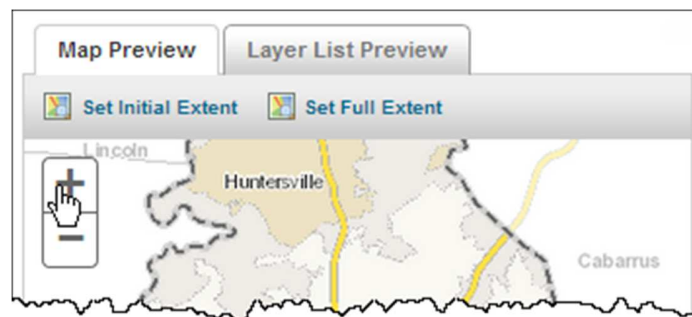 Map Preview Layer List Preview
Set Initial Extent Set Full Extent
Lincoln
+
Huntersville
−
Cabarrus